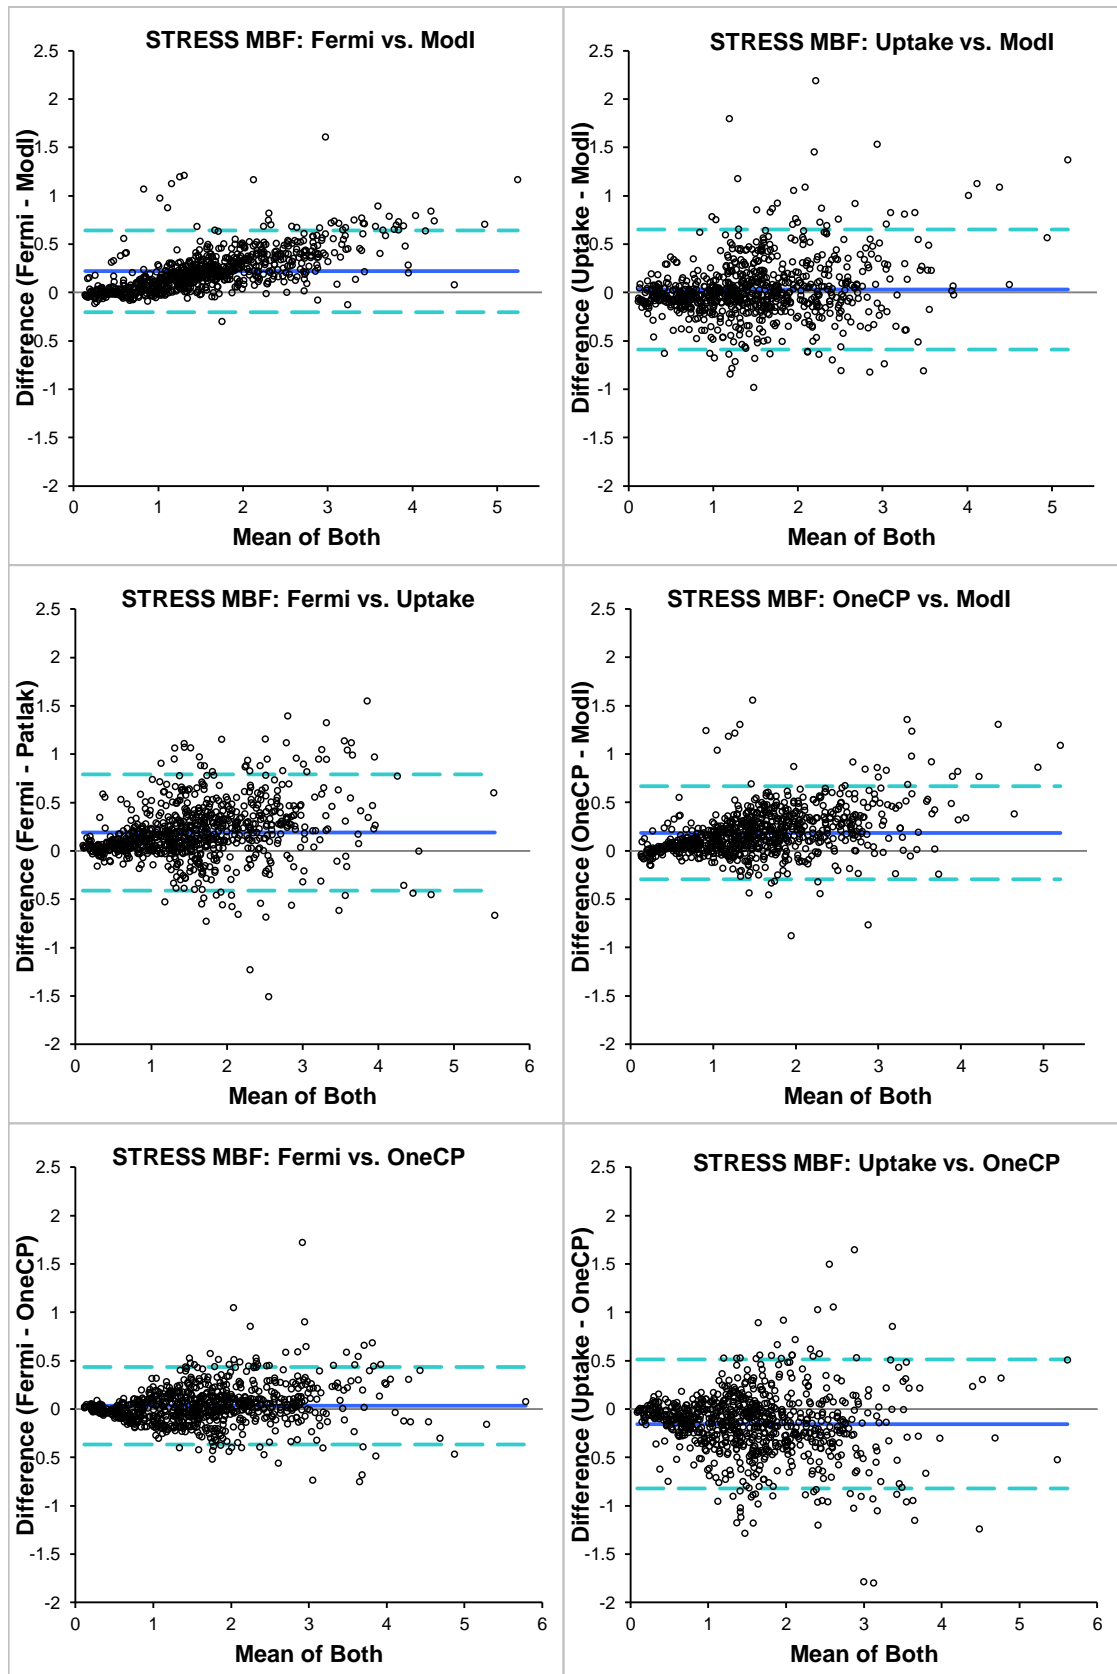 STRESS MBF: Fermi vs. ModI
Difference (Fermi - ModI)
2.5
2
1.5
1
0.5
0
0.5
-1
-1.5
-2
0 1 2 3 4 5
Mean of Both
STRESS MBF: Uptake vs. ModI
Difference (Uptake - ModI)
2.5
2
1.5
1
0.5
0
0.5
-1
-1.5
-2
0 1 2 3 4 5
Mean of Both
STRESS MBF: Fermi vs. Uptake
Difference (Fermi - Patlak)
2.5
2
1.5
1
0.5
0
0.5
-1
-1.5
-2
0 1 2 3 4 5 6
Mean of Both
STRESS MBF: OneCP vs. ModI
Difference (OneCP - ModI)
2.5
2
1.5
1
0.5
0
0.5
-1
-1.5
-2
0 1 2 3 4 5
Mean of Both
STRESS MBF: Fermi vs. OneCP
Difference (Fermi - OneCP)
2.5
2
1.5
1
0.5
0
0.5
-1
-1.5
-2
0 1 2 3 4 5 6
Mean of Both
STRESS MBF: Uptake vs. OneCP
Difference (Uptake - OneCP)
2.5
2
1.5
1
0.5
0
0.5
-1
-1.5
-2
0 1 2 3 4 5 6
Mean of Both